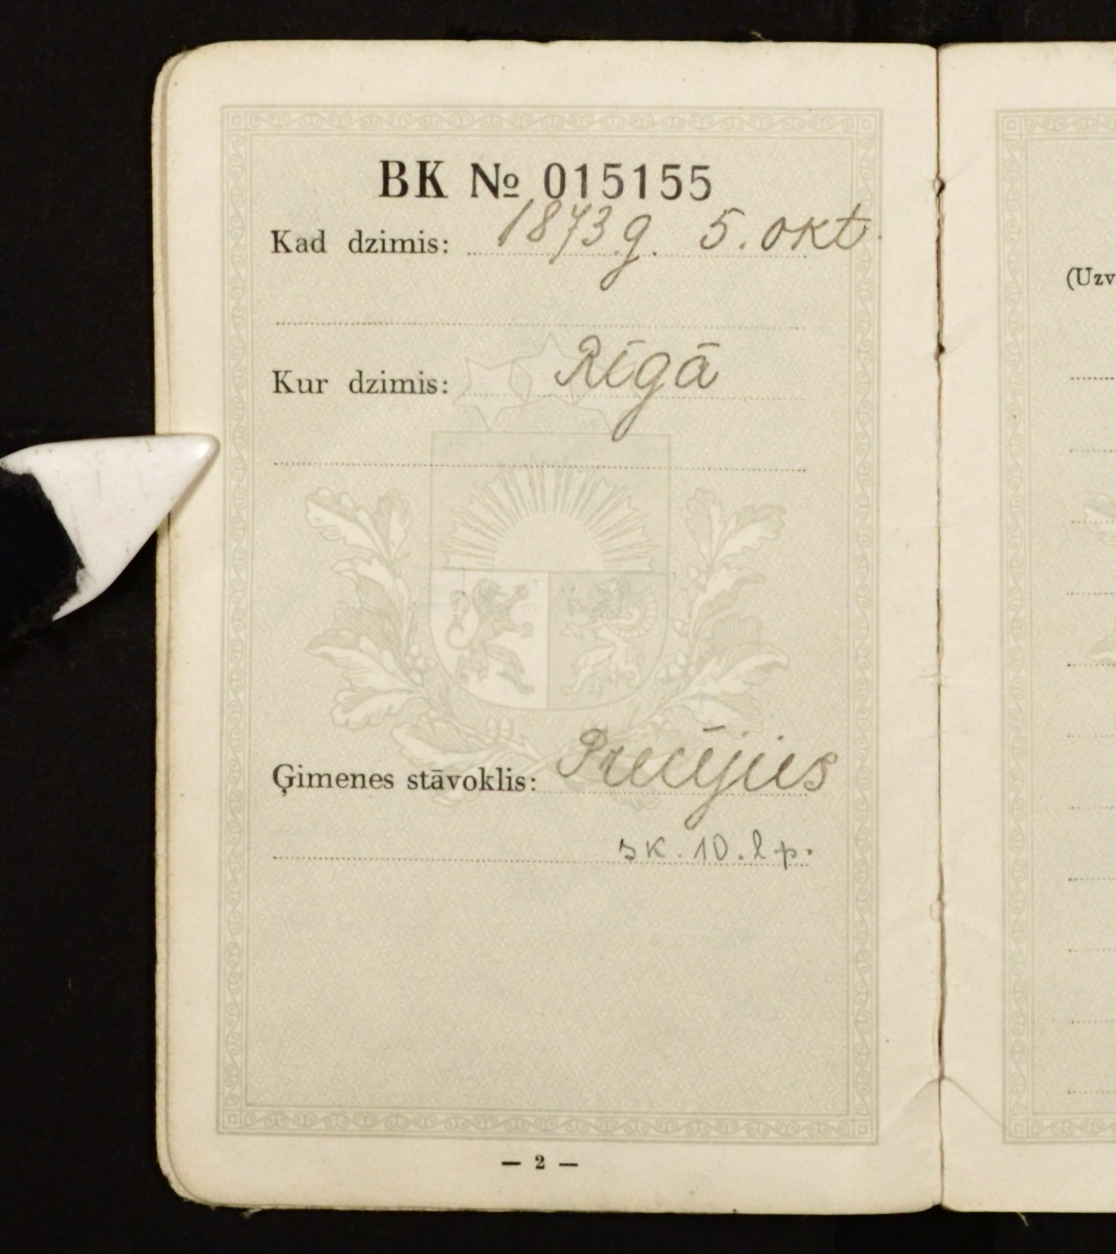 BK № 015155
Kad dzimis: 1873 g. 5. okt.
Kur dzimis: Rīgā
Ģimenes stāvoklis: Precējies
sk. 10. lp.
— 2 —
(Uzv